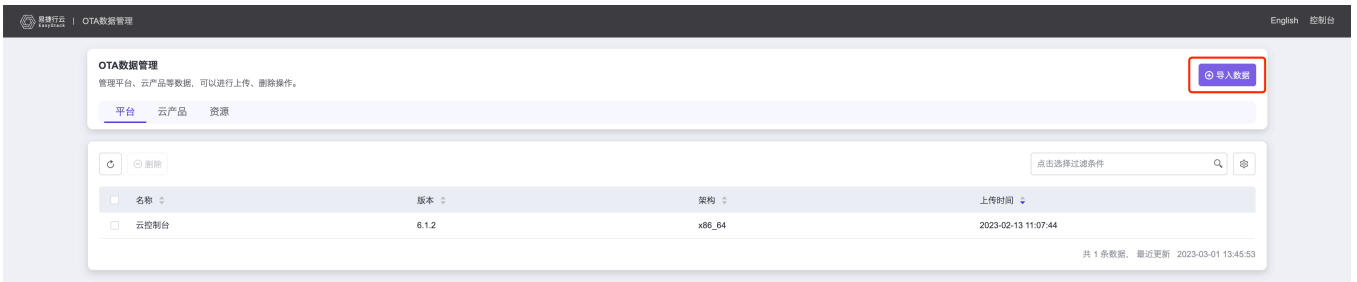 易捷行云 EasyStack | OTA数据管理 English 控制台
OTA数据管理
管理平台、云产品等数据，可以进行上传、删除操作。
导入数据
平台 云产品 资源
删除 点击选择过滤条件
名称 版本 架构 上传时间
云控制台 6.1.2 x86_64 2023-02-13 11:07:44
共 1 条数据， 最近更新 2023-03-01 13:45:53